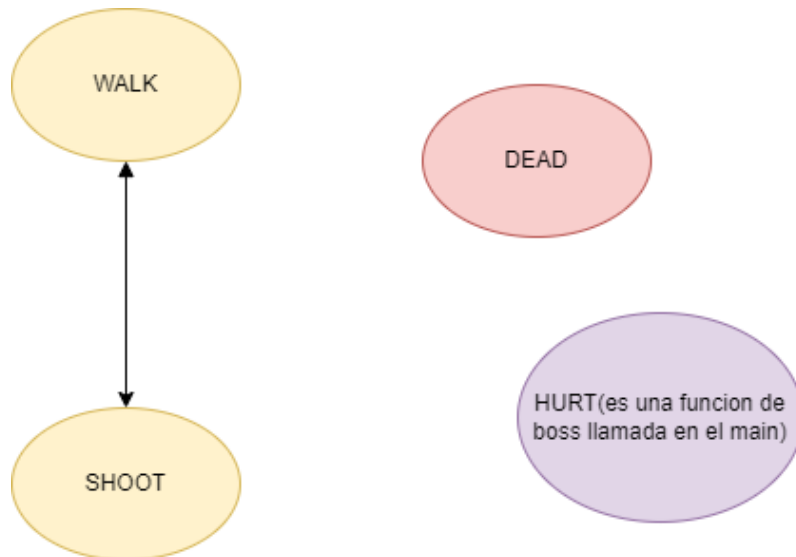 WALK
DEAD
HURT(es una funcion de
boss llamada en el main)
SHOOT